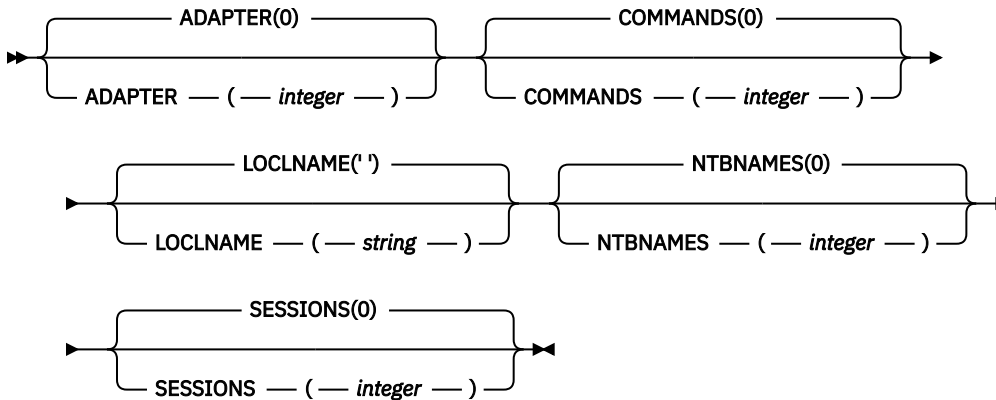 ADAPTER(0) COMMANDS(0)
ADAPTER ( integer ) COMMANDS ( integer )
LOCLNAME(' ') NTBNAMES(0)
LOCLNAME ( string ) NTBNAMES ( integer )
SESSIONS(0)
SESSIONS ( integer )